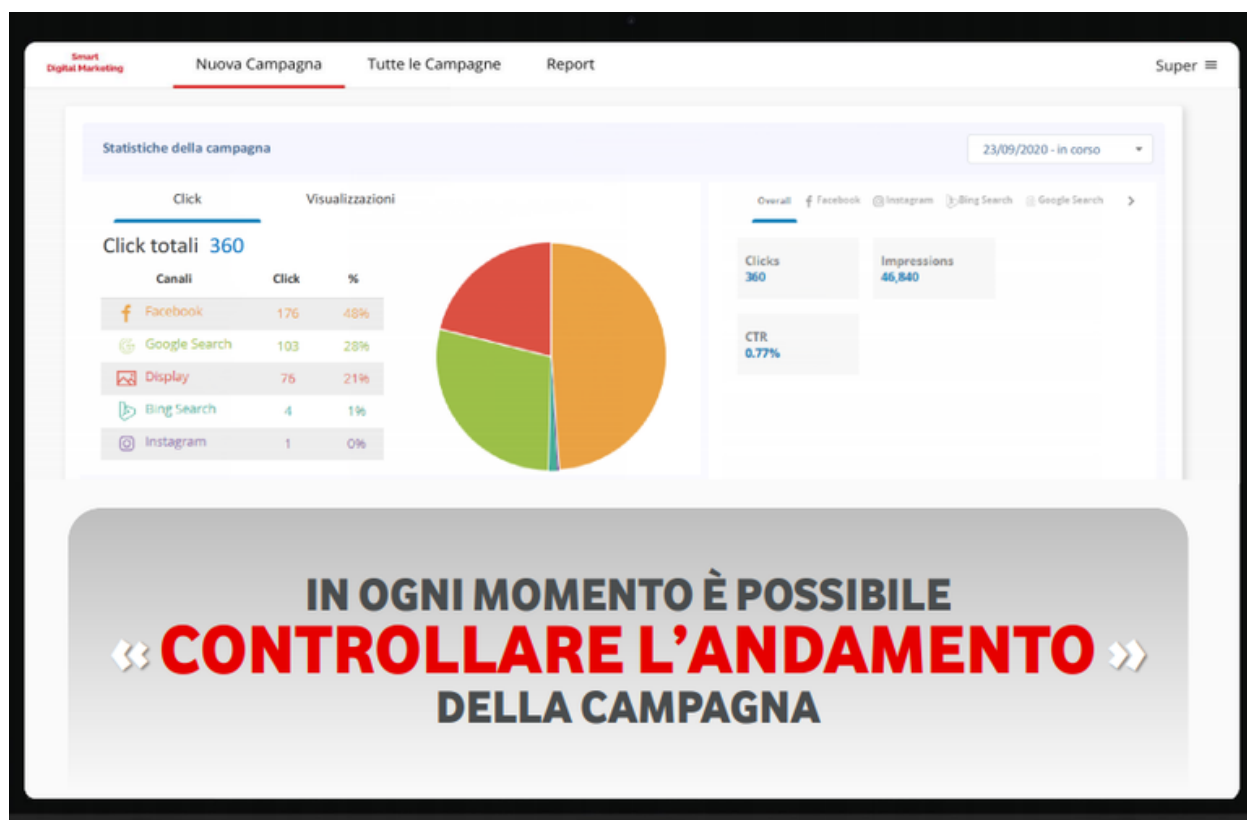 Smart
Digital Marketing
Nuova Campagna
Tutte le Campagne
Report
Super
Statistiche della campagna
23/09/2020 - in corso
Click
Visualizzazioni
Click totali 360
Canali Click %
Facebook 176 48%
Google Search 103 28%
Display 76 21%
Bing Search 4 1%
Instagram 1 0%
Overall Facebook Instagram Bing Search Google Search
Clicks
360
Impressions
46,840
CTR
0.77%
IN OGNI MOMENTO È POSSIBILE
« CONTROLLARE L’ANDAMENTO »
DELLA CAMPAGNA